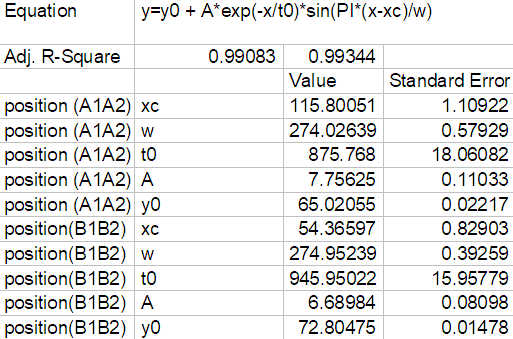 Equation y=y0 + A*exp(-x/t0)*sin(PI*(x-xc)/w)
Adj. R-Square 0.99083 0.99344
Value Standard Error
position (A1A2) xc 115.80051 1.10922
position (A1A2) w 274.02639 0.57929
position (A1A2) t0 875.768 18.06082
position (A1A2) A 7.75625 0.11033
position (A1A2) y0 65.02055 0.02217
position(B1B2) xc 54.36597 0.82903
position(B1B2) w 274.95239 0.39259
position(B1B2) t0 945.95022 15.95779
position(B1B2) A 6.68984 0.08098
position(B1B2) y0 72.80475 0.01478